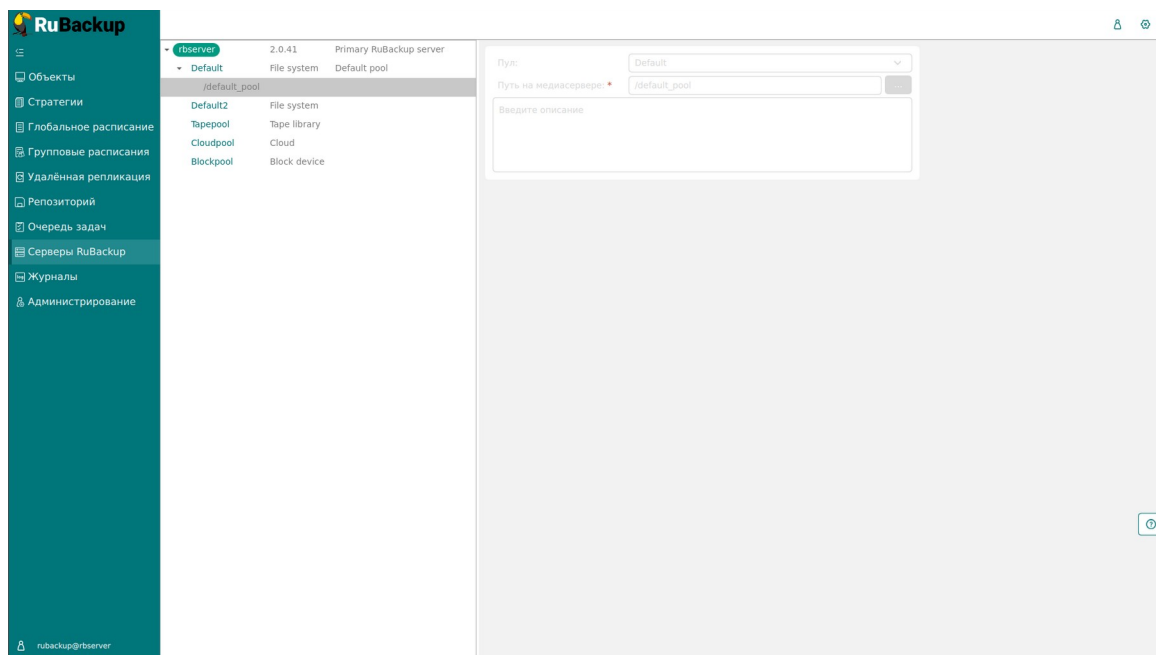 RuBackup
Объекты
Стратегии
Глобальное расписание
Групповые расписания
Удалённая репликация
Репозиторий
Очередь задач
Серверы RuBackup
Журналы
Администрирование
rubackup@rbserver
rbserver 2.0.41 Primary RuBackup server
Default File system Default pool
/default_pool
Default2 File system
Tapepool Tape library
Cloudpool Cloud
Blockpool Block device
Пул: Default
Путь на медиасервере: * /default_pool ...
Введите описание